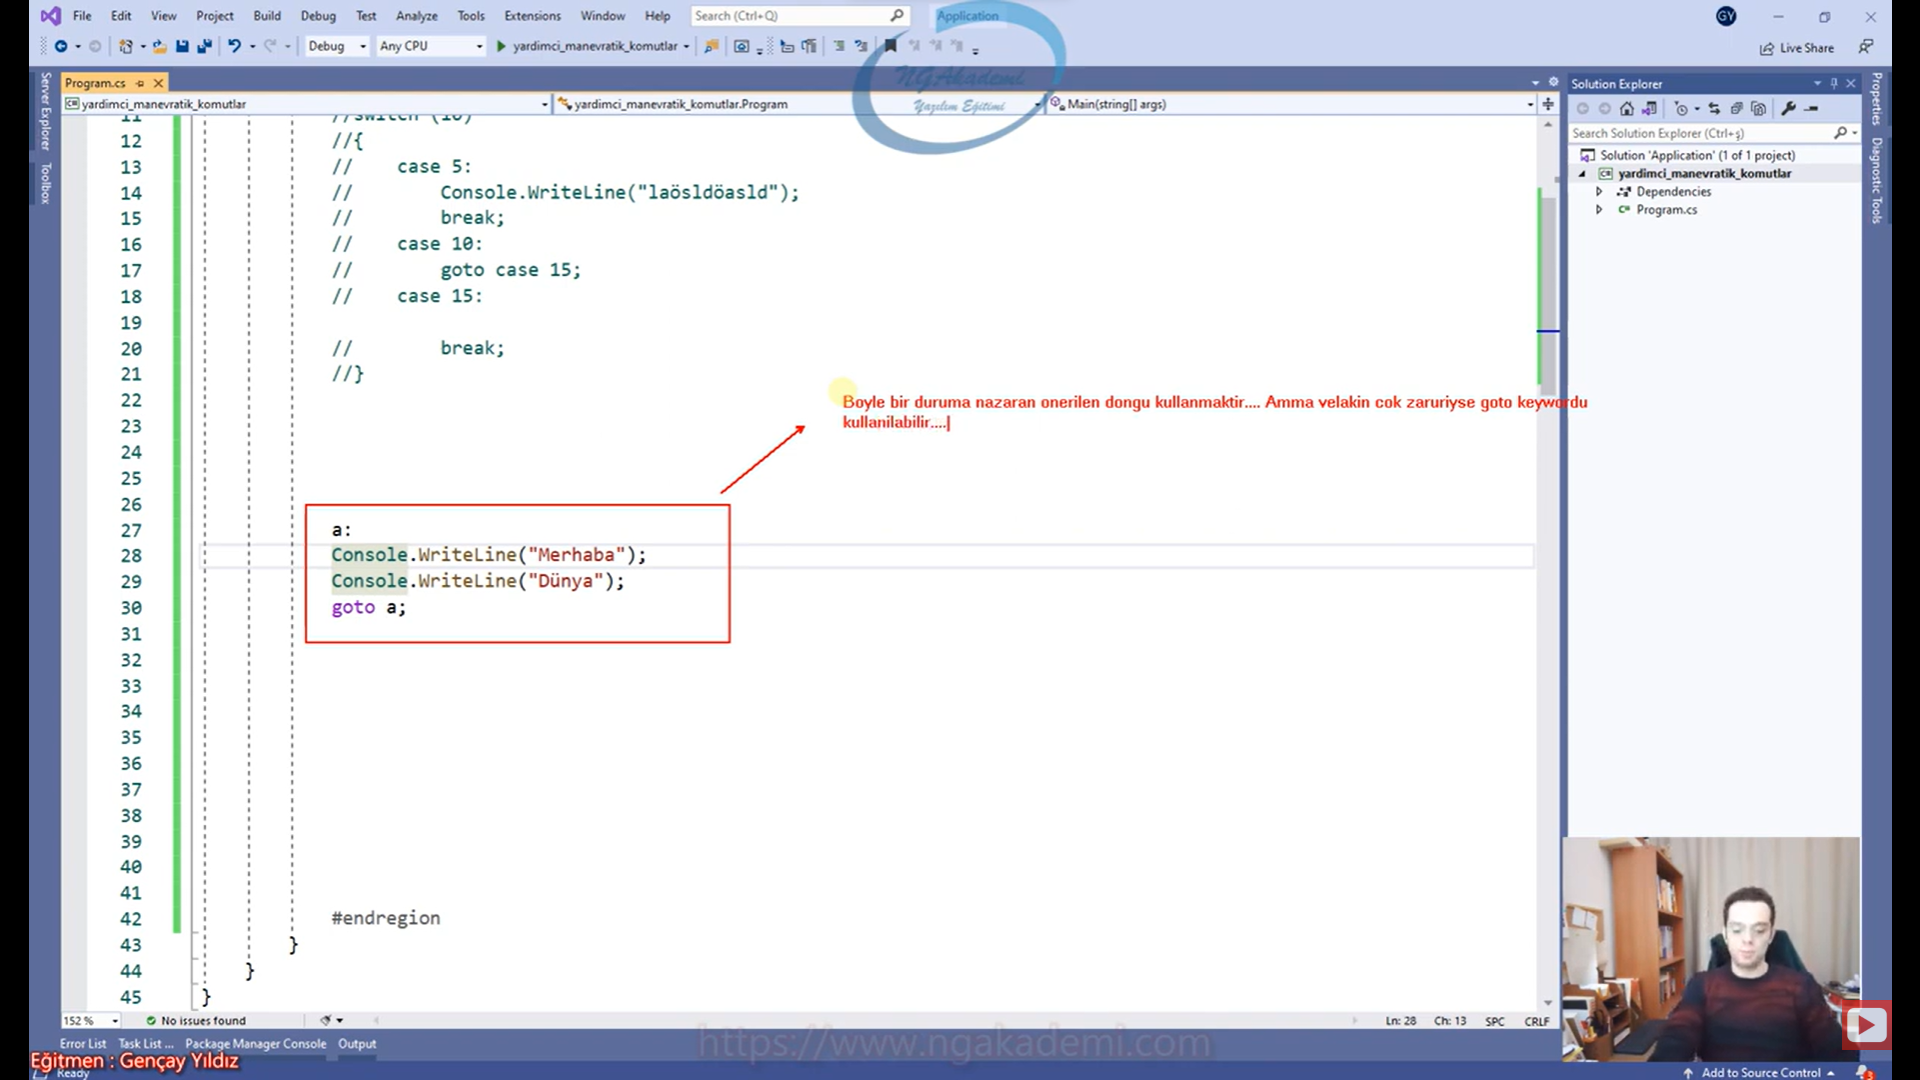 File Edit View Project Build Debug Test Analyze Tools Extensions Window Help Search (Ctrl+Q) Application GY
Debug Any CPU yardimci_manevratik_komutlar Live Share
NGAkademi
Yazılım Eğitimi
Program.cs
Solution Explorer
yardimci_manevratik_komutlar yardimci_manevratik_komutlar.Program Main(string[] args)
Search Solution Explorer (Ctrl+ş)
Solution 'Application' (1 of 1 project)
yardimci_manevratik_komutlar
Dependencies
Program.cs
Server Explorer
Toolbox
Properties
Diagnostic Tools
11 //switch (10)
12 //{
13 // case 5:
14 // Console.WriteLine("laösldöasld");
15 // break;
16 // case 10:
17 // goto case 15;
18 // case 15:
19
20 // break;
21 //}
22
23
24
25
26
27 a:
28 Console.WriteLine("Merhaba");
29 Console.WriteLine("Dünya");
30 goto a;
31
32
33
34
35
36
37
38
39
40
41
42 #endregion
43 }
44 }
45 }
Boyle bir duruma nazaran onerilen dongu kullanmaktir.... Amma velakin cok zaruriyse goto keywordu
kullanilabilir....
152 % No issues found Ln: 28 Ch: 13 SPC CRLF
Error List Task List ... Package Manager Console Output
https://www.ngakademi.com
Eğitmen : Gençay Yıldız
Ready Add to Source Control